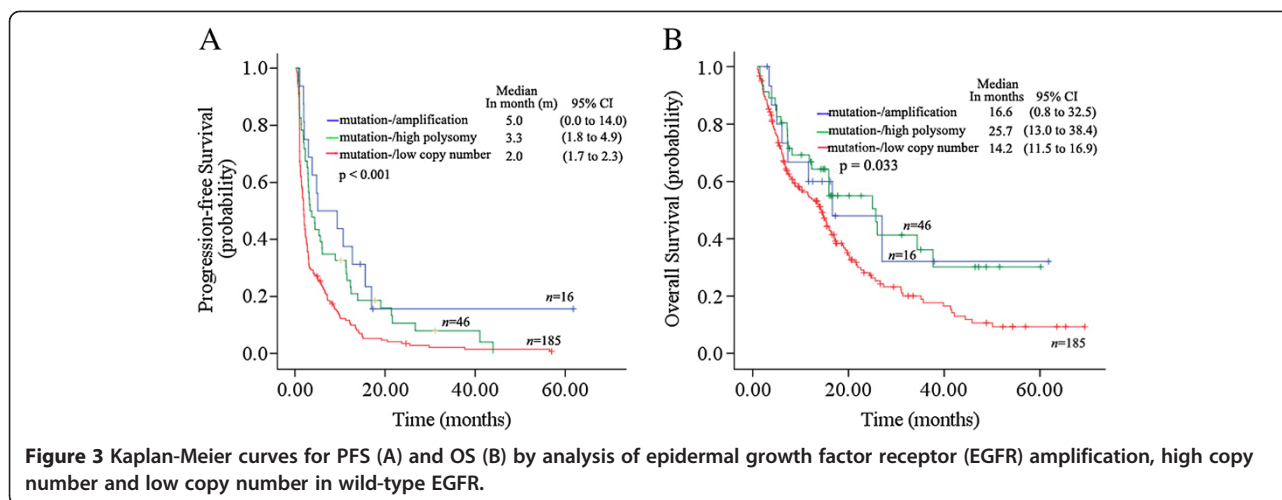 A
Progression-free Survival
(probability)
1.0
0.8
0.6
0.4
0.2
0.0
Median
In month (m) 95% CI
mutation-/amplification 5.0 (0.0 to 14.0)
mutation-/high polysomy 3.3 (1.8 to 4.9)
mutation-/low copy number 2.0 (1.7 to 2.3)
p < 0.001
n=16
n=46
n=185
0.00 20.00 40.00 60.00
Time (months)
B
Overall Survival (probability)
1.0
0.8
0.6
0.4
0.2
0.0
Median
In months 95% CI
mutation-/amplification 16.6 (0.8 to 32.5)
mutation-/high polysomy 25.7 (13.0 to 38.4)
mutation-/low copy number 14.2 (11.5 to 16.9)
p = 0.033
n=46
n=16
n=185
0.00 20.00 40.00 60.00
Time (months)
Figure 3 Kaplan-Meier curves for PFS (A) and OS (B) by analysis of epidermal growth factor receptor (EGFR) amplification, high copy
number and low copy number in wild-type EGFR.